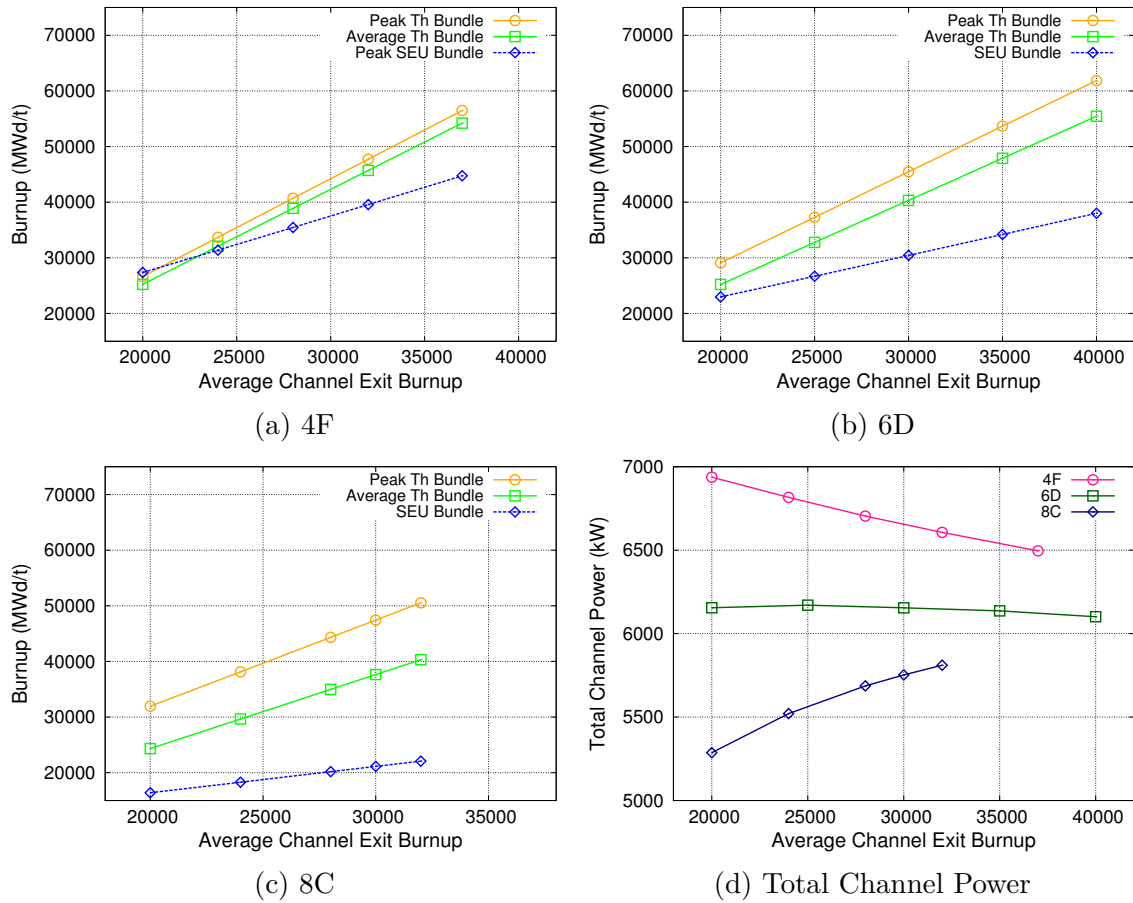 Peak Th Bundle
Average Th Bundle
Peak SEU Bundle
70000
60000
50000
40000
30000
20000
Burnup (MWd/t)
20000 25000 30000 35000 40000
Average Channel Exit Burnup
(a) 4F
Peak Th Bundle
Average Th Bundle
SEU Bundle
70000
60000
50000
40000
30000
20000
Burnup (MWd/t)
20000 25000 30000 35000 40000
Average Channel Exit Burnup
(b) 6D
Peak Th Bundle
Average Th Bundle
SEU Bundle
70000
60000
50000
40000
30000
20000
Burnup (MWd/t)
20000 25000 30000 35000
Average Channel Exit Burnup
(c) 8C
4F
6D
8C
7000
6500
6000
5500
5000
Total Channel Power (kW)
20000 25000 30000 35000 40000
Average Channel Exit Burnup
(d) Total Channel Power